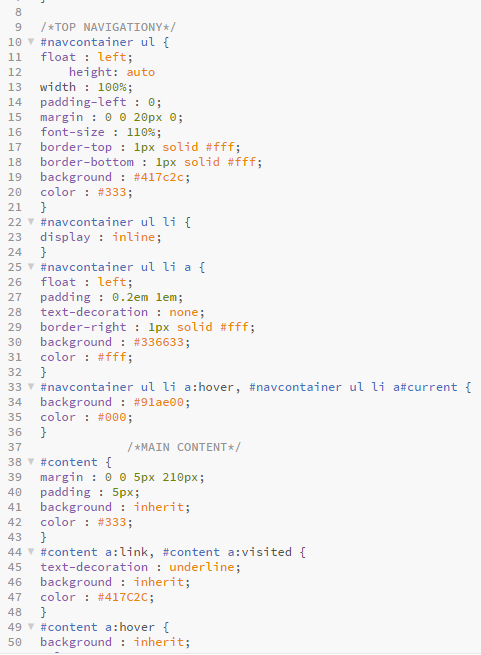 8
9 /*TOP NAVIGATIONY*/
10 #navcontainer ul {
11 float : left;
12 height: auto
13 width : 100%;
14 padding-left : 0;
15 margin : 0 0 20px 0;
16 font-size : 110%;
17 border-top : 1px solid #fff;
18 border-bottom : 1px solid #fff;
19 background : #417c2c;
20 color : #333;
21 }
22 #navcontainer ul li {
23 display : inline;
24 }
25 #navcontainer ul li a {
26 float : left;
27 padding : 0.2em 1em;
28 text-decoration : none;
29 border-right : 1px solid #fff;
30 background : #336633;
31 color : #fff;
32 }
33 #navcontainer ul li a:hover, #navcontainer ul li a#current {
34 background : #91ae00;
35 color : #000;
36 }
37 /*MAIN CONTENT*/
38 #content {
39 margin : 0 0 5px 210px;
40 padding : 5px;
41 background : inherit;
42 color : #333;
43 }
44 #content a:link, #content a:visited {
45 text-decoration : underline;
46 background : inherit;
47 color : #417C2C;
48 }
49 #content a:hover {
50 background : inherit;